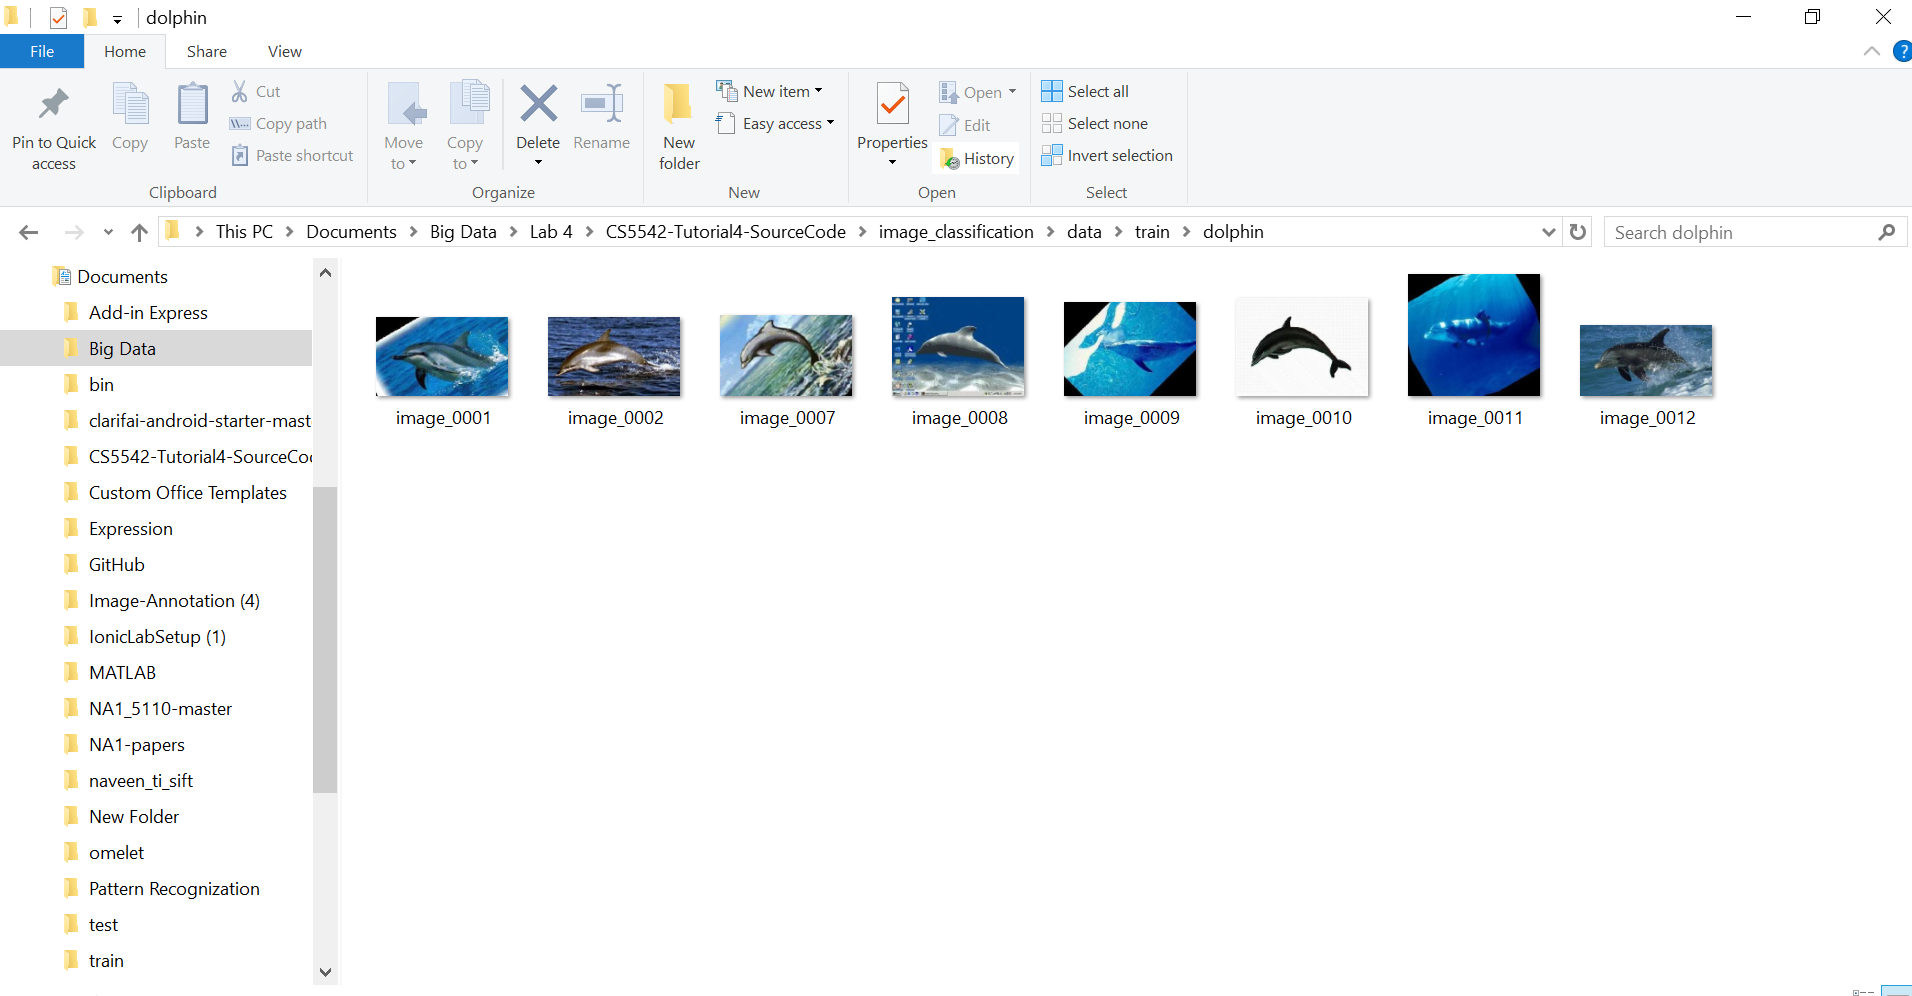 dolphin
File Home Share View
?
Pin to Quick access
Copy
Paste
Cut
Copy path
Paste shortcut
Clipboard
Move to
Copy to
Delete
Rename
Organize
New folder
New item
Easy access
New
Properties
Open
Edit
History
Open
Select all
Select none
Invert selection
Select
This PC > Documents > Big Data > Lab 4 > CS5542-Tutorial4-SourceCode > image_classification > data > train > dolphin
Search dolphin
Documents
Add-in Express
Big Data
bin
clarifai-android-starter-mast
CS5542-Tutorial4-SourceCo
Custom Office Templates
Expression
GitHub
Image-Annotation (4)
IonicLabSetup (1)
MATLAB
NA1_5110-master
NA1-papers
naveen_ti_sift
New Folder
omelet
Pattern Recognization
test
train
image_0001
image_0002
image_0007
image_0008
image_0009
image_0010
image_0011
image_0012